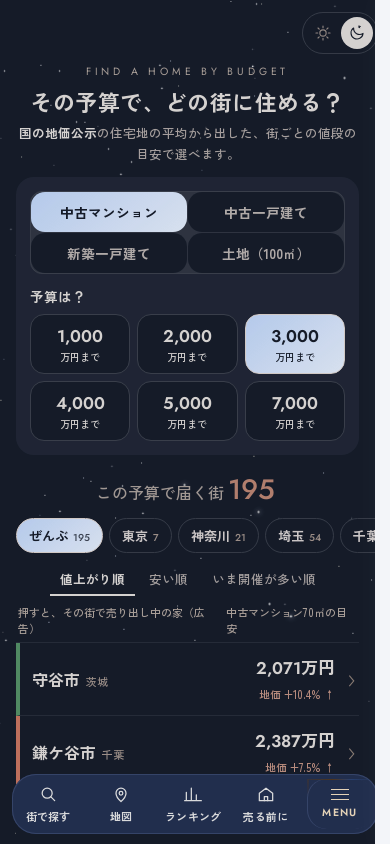 FIND A HOME BY BUDGET
その予算で、どの街に住める？
国の地価公示の住宅地の平均から出した、街ごとの値段の
目安で選べます。
中古マンション 中古一戸建て
新築一戸建て 土地（100㎡）
予算は？
1,000 2,000 3,000
万円まで 万円まで 万円まで
4,000 5,000 7,000
万円まで 万円まで 万円まで
この予算で届く街 195
ぜんぶ 195 東京 7 神奈川 21 埼玉 54 千葉
値上がり順 安い順 いま開催が多い順
押すと、その街で売り出し中の家（広
告） 
中古マンション70㎡の目
安
守谷市 茨城 2,071万円
地価 +10.4% ↑
鎌ケ谷市 千葉 2,387万円
地価 +7.5% ↑
街で探す 地図 ランキング 売る前に MENU